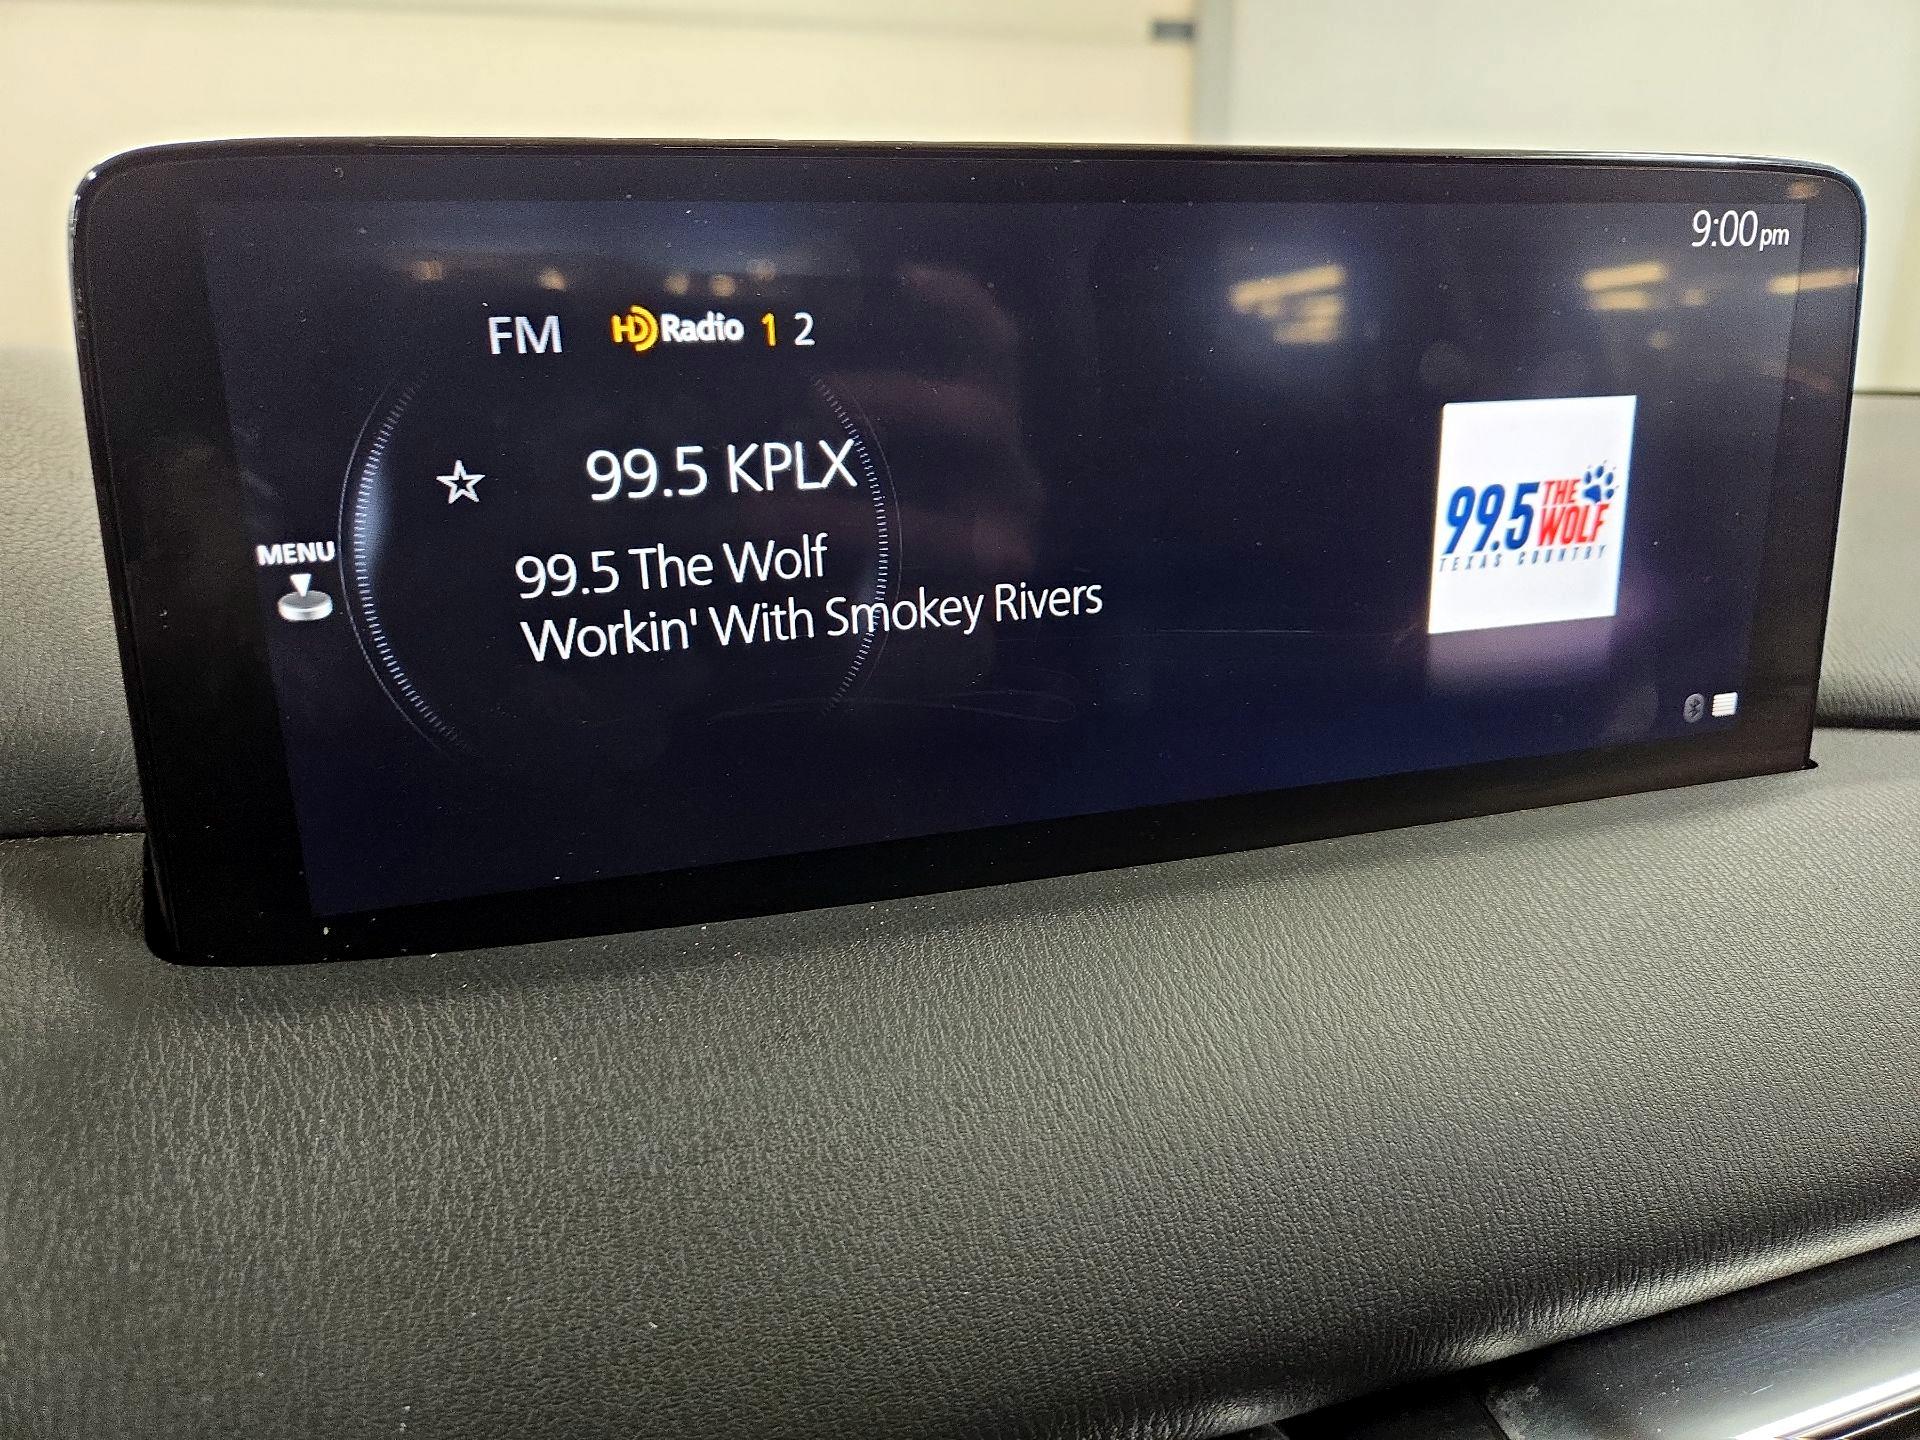 9:00pm
FM HD Radio 1 2
99.5 KPLX
99.5 The Wolf
Workin' With Smokey Rivers
MENU
99.5 THE WOLF
TEXAS COUNTRY